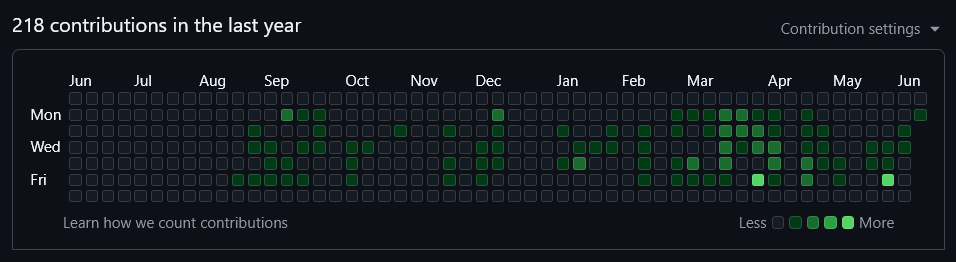 218 contributions in the last year
Contribution settings
Jun Jul Aug Sep Oct Nov Dec Jan Feb Mar Apr May Jun
Mon
Wed
Fri
Learn how we count contributions
Less More